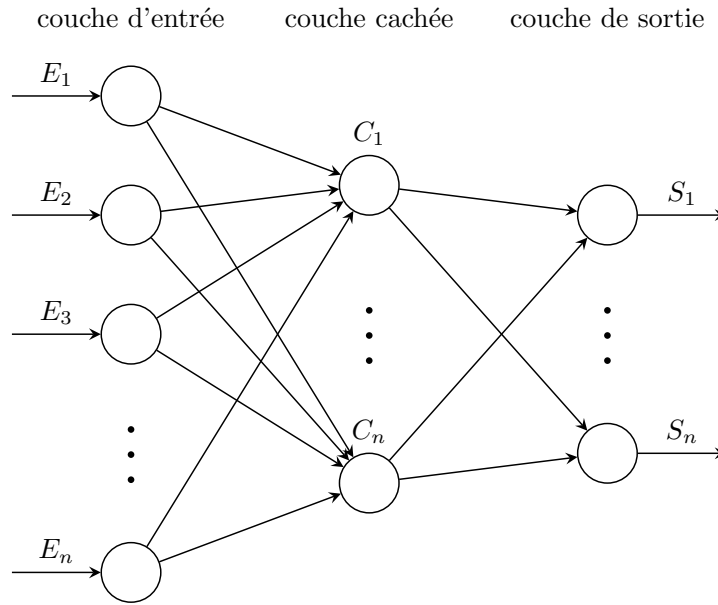 couche d'entrée couche cachée couche de sortie
E₁
C₁
E₂ S₁
E₃
Cₙ Sₙ
Eₙ